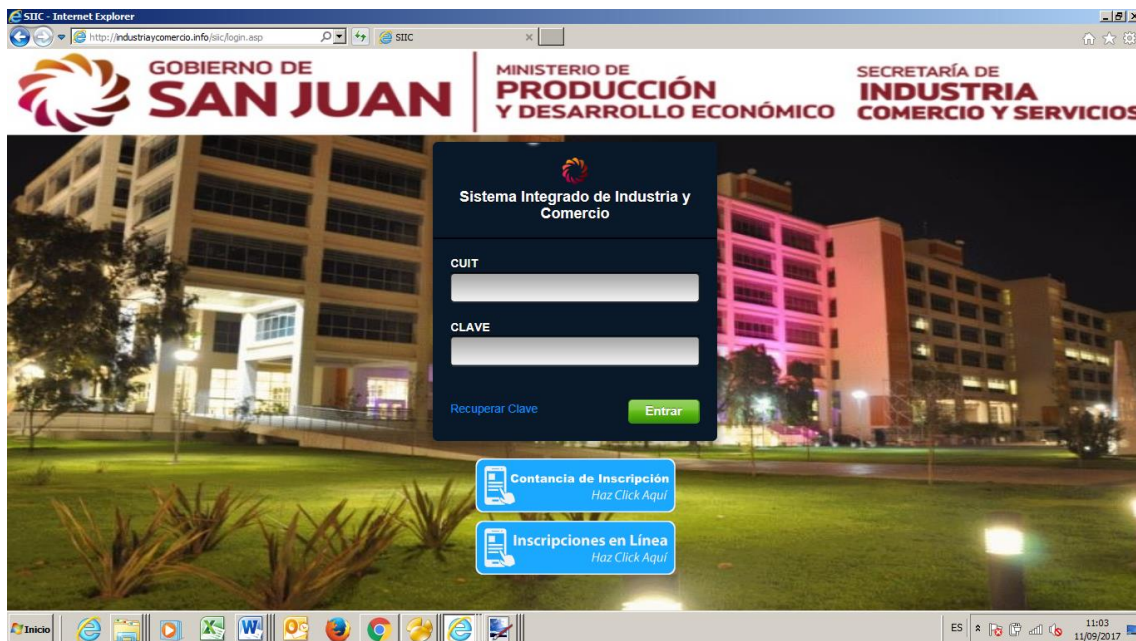 SIIC - Internet Explorer
http://industriaycomercio.info/siic/login.asp
SIIC
GOBIERNO DE
SAN JUAN
MINISTERIO DE
PRODUCCIÓN
Y DESARROLLO ECONÓMICO
SECRETARÍA DE
INDUSTRIA
COMERCIO Y SERVICIOS
Sistema Integrado de Industria y
Comercio
CUIT
CLAVE
Recuperar Clave
Entrar
Contancia de Inscripción
Haz Click Aquí
Inscripciones en Línea
Haz Click Aquí
Inicio
ES
11:03
11/09/2017